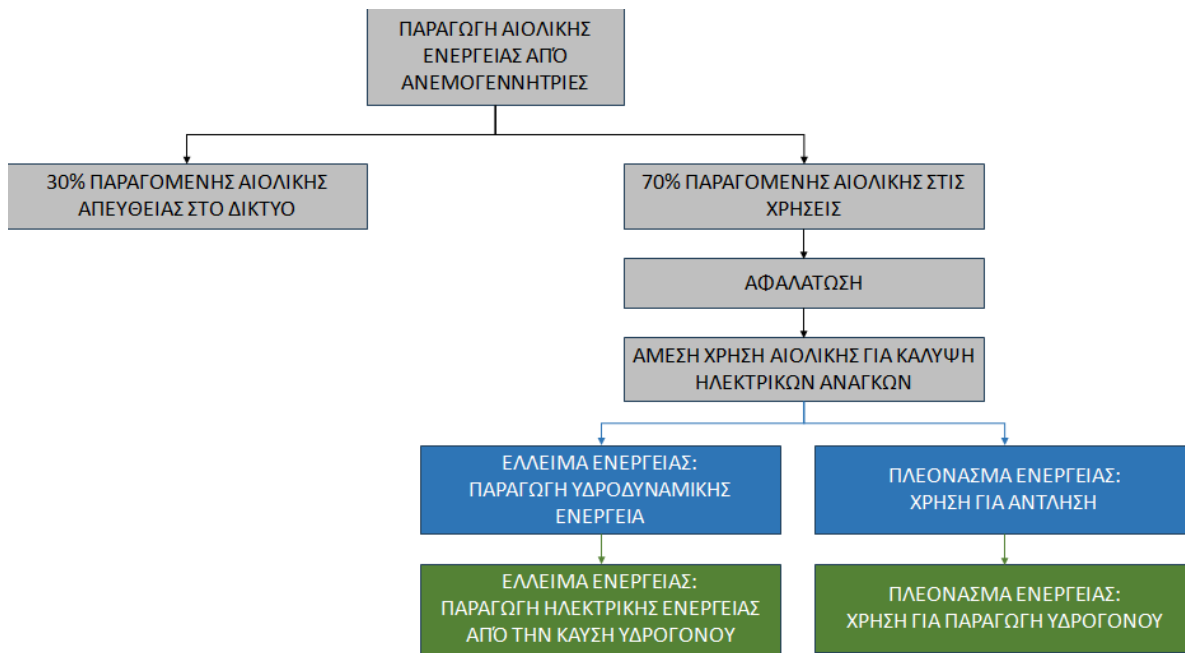 ΠΑΡΑΓΩΓΗ ΑΙΟΛΙΚΗΣ
ΕΝΕΡΓΕΙΑΣ ΑΠΌ
ΑΝΕΜΟΓΕΝΝΗΤΡΙΕΣ
30% ΠΑΡΑΓΟΜΕΝΗΣ ΑΙΟΛΙΚΗΣ
ΑΠΕΥΘΕΙΑΣ ΣΤΟ ΔΙΚΤΥΟ
70% ΠΑΡΑΓΟΜΕΝΗΣ ΑΙΟΛΙΚΗΣ ΣΤΙΣ
ΧΡΗΣΕΙΣ
ΑΦΑΛΑΤΩΣΗ
ΑΜΕΣΗ ΧΡΗΣΗ ΑΙΟΛΙΚΗΣ ΓΙΑ ΚΑΛΥΨΗ
ΗΛΕΚΤΡΙΚΩΝ ΑΝΑΓΚΩΝ
ΕΛΛΕΙΜΑ ΕΝΕΡΓΕΙΑΣ:
ΠΑΡΑΓΩΓΗ ΥΔΡΟΔΥΝΑΜΙΚΗΣ
ΕΝΕΡΓΕΙΑ
ΠΛΕΟΝΑΣΜΑ ΕΝΕΡΓΕΙΑΣ:
ΧΡΗΣΗ ΓΙΑ ΑΝΤΛΗΣΗ
ΕΛΛΕΙΜΑ ΕΝΕΡΓΕΙΑΣ:
ΠΑΡΑΓΩΓΗ ΗΛΕΚΤΡΙΚΗΣ ΕΝΕΡΓΕΙΑΣ
ΑΠΌ ΤΗΝ ΚΑΥΣΗ ΥΔΡΟΓΟΝΟΥ
ΠΛΕΟΝΑΣΜΑ ΕΝΕΡΓΕΙΑΣ:
ΧΡΗΣΗ ΓΙΑ ΠΑΡΑΓΩΓΗ ΥΔΡΟΓΟΝΟΥ